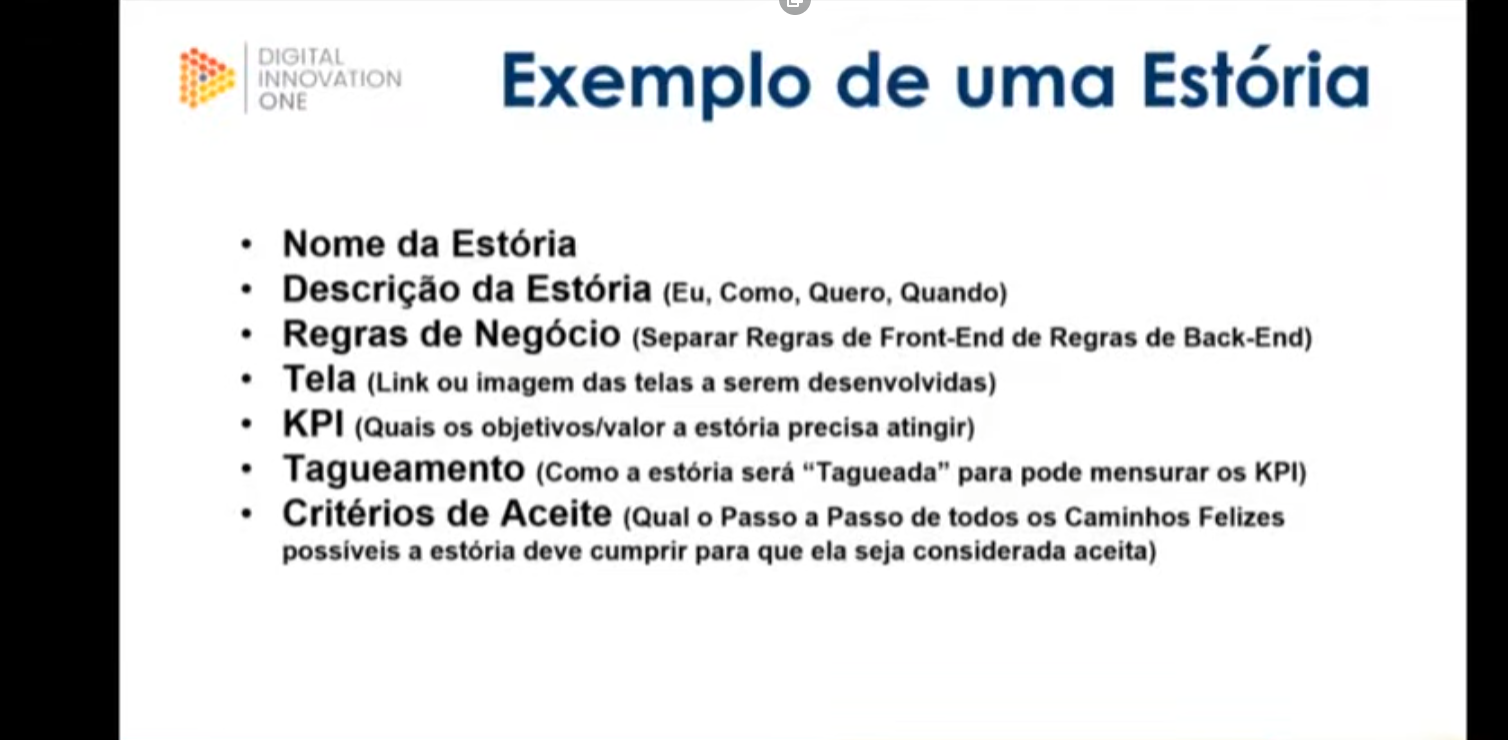 DIGITAL
INNOVATION
ONE
Exemplo de uma Estória
• Nome da Estória
• Descrição da Estória (Eu, Como, Quero, Quando)
• Regras de Negócio (Separar Regras de Front-End de Regras de Back-End)
• Tela (Link ou imagem das telas a serem desenvolvidas)
• KPI (Quais os objetivos/valor a estória precisa atingir)
• Tagueamento (Como a estória será “Tagueada” para pode mensurar os KPI)
• Critérios de Aceite (Qual o Passo a Passo de todos os Caminhos Felizes
possíveis a estória deve cumprir para que ela seja considerada aceita)